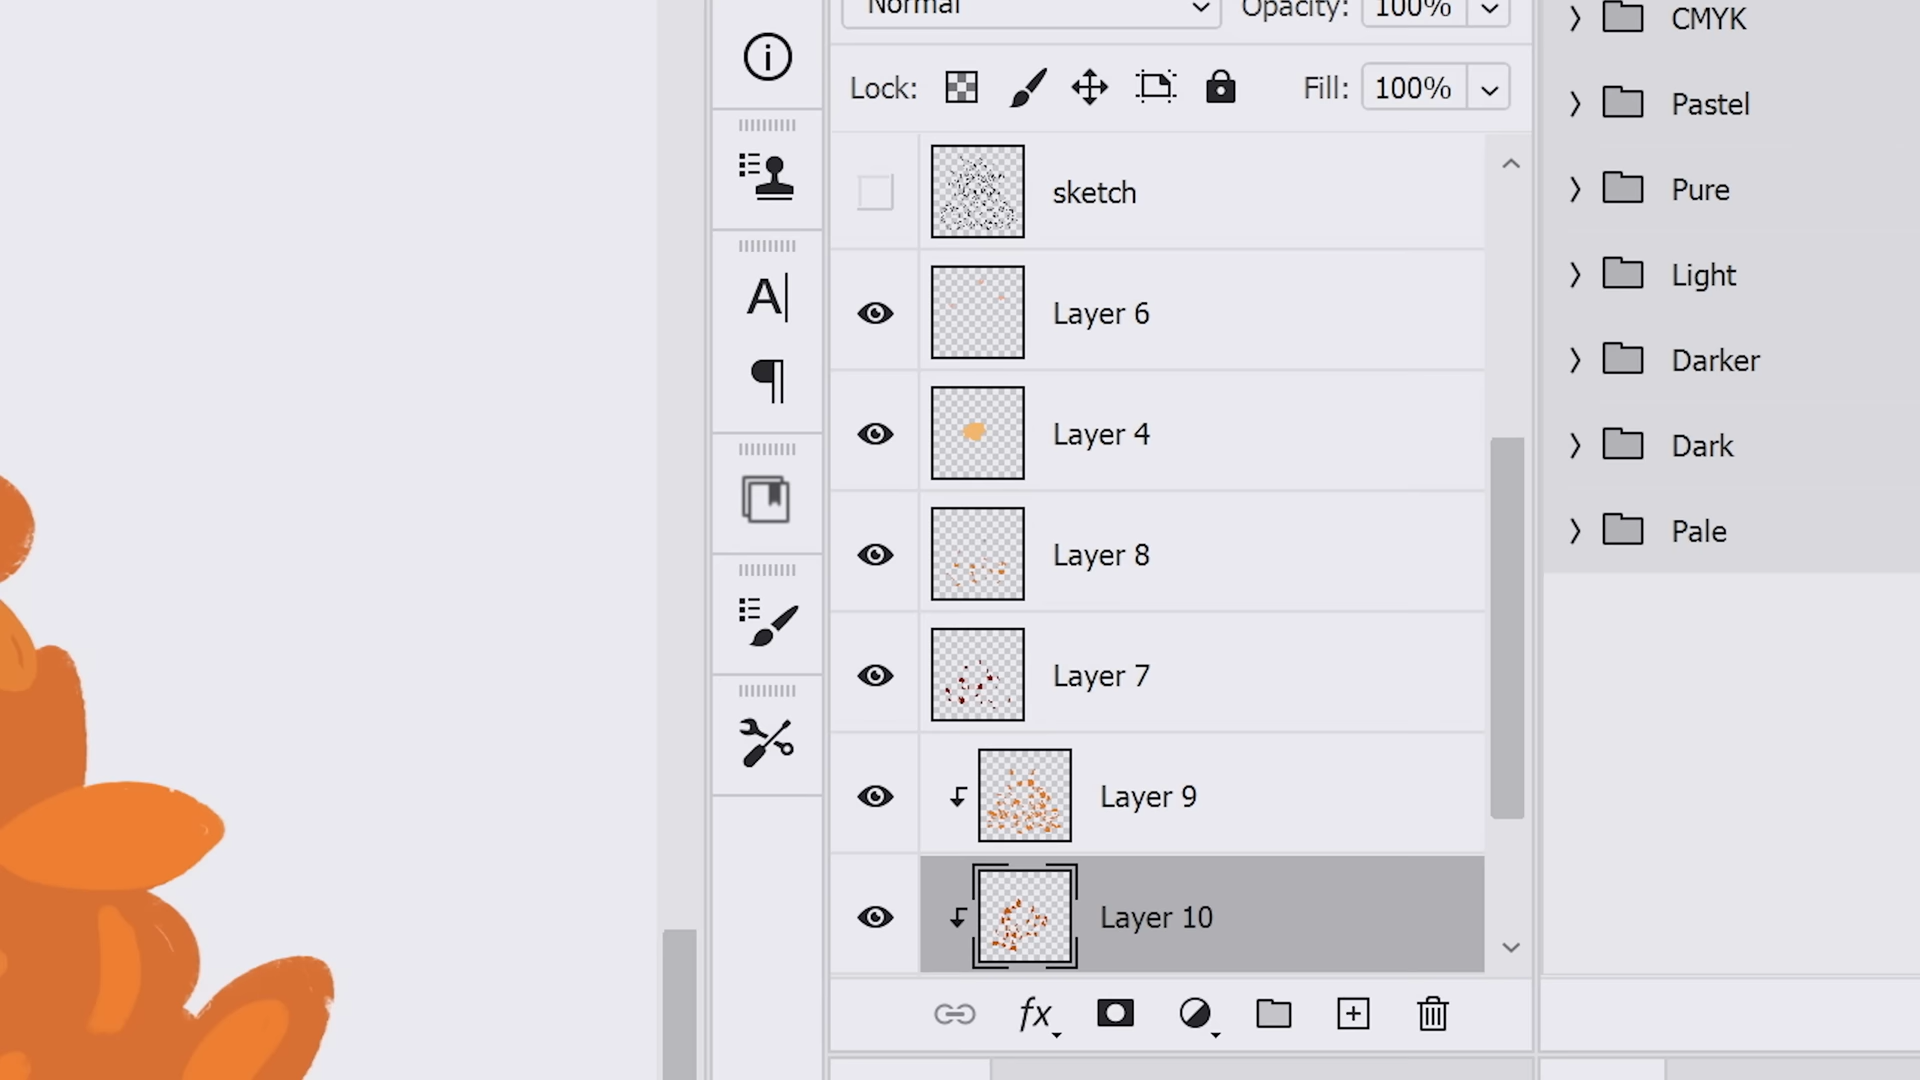 Normal Opacity: 100%
Lock: Fill: 100%
sketch
Layer 6
Layer 4
Layer 8
Layer 7
Layer 9
Layer 10
fx
A
CMYK
Pastel
Pure
Light
Darker
Dark
Pale